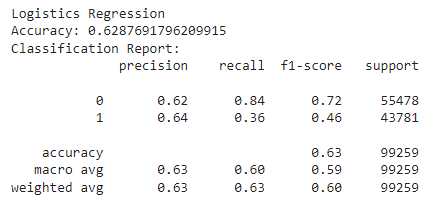 Logistics Regression
Accuracy: 0.6287691796209915
Classification Report:
precision recall f1-score support
0 0.62 0.84 0.72 55478
1 0.64 0.36 0.46 43781
accuracy 0.63 99259
macro avg 0.63 0.60 0.59 99259
weighted avg 0.63 0.63 0.60 99259